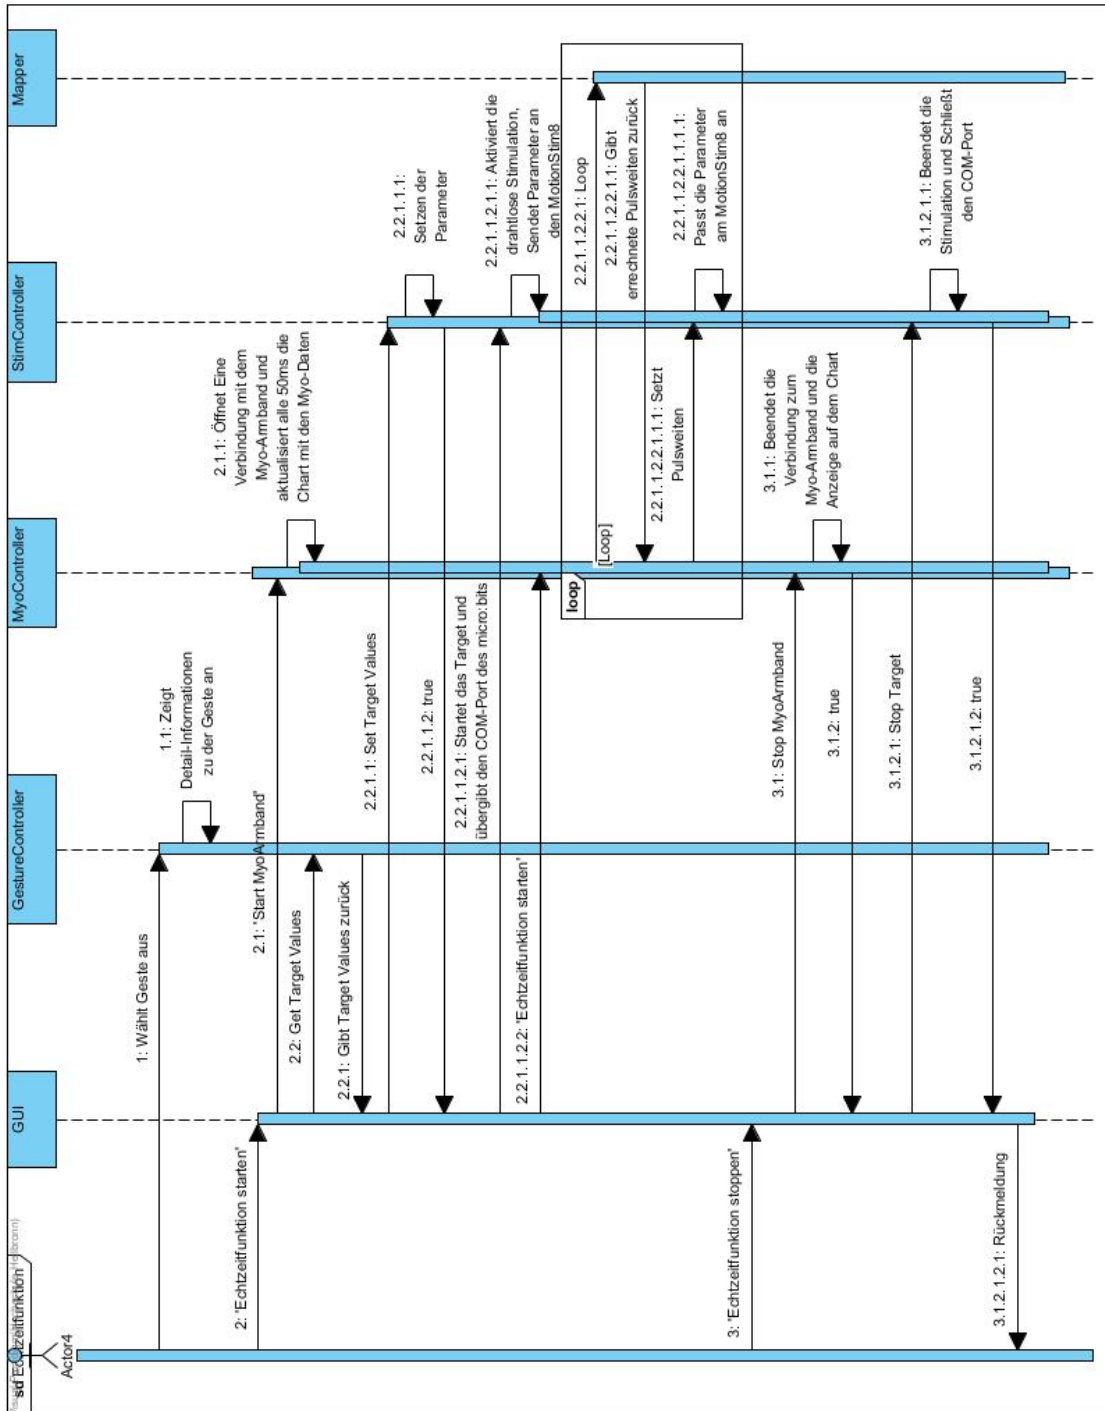 sd Echtzeitfunktion
Actor4
GUI
GestureController
MyoController
StimController
Mapper
1: Wählt Geste aus
1.1: Zeigt
Detail-Informationen
zu der Geste an
2: 'Echtzeitfunktion starten'
2.1: 'Start MyoArmband'
2.1.1: Öffnet Eine
Verbindung mit dem
Myo-Armband und
aktualisiert alle 50ms die
Chart mit den Myo-Daten
2.2: Get Target Values
2.2.1: Gibt Target Values zurück
2.2.1.1: Set Target Values
2.2.1.1.1:
Setzen der
Parameter
2.2.1.1.2: true
2.2.1.1.2.1: Startet das Target und
übergibt den COM-Port des micro:bits
2.2.1.1.2.1.1: Aktiviert die
drahtlose Stimulation,
Sendet Parameter an
den MotionStim8
2.2.1.1.2.2: 'Echtzeitfunktion starten'
loop
[Loop]
2.2.1.1.2.2.1: Loop
2.2.1.1.2.2.1.1: Gibt
errechnete Pulsweiten zurück
2.2.1.1.2.2.1.1.1: Setzt
Pulsweiten
2.2.1.1.2.2.1.1.1.1:
Passt die Parameter
am MotionStim8 an
3: 'Echtzeitfunktion stoppen'
3.1: Stop MyoArmband
3.1.1: Beendet die
Verbindung zum
Myo-Armband und die
Anzeige auf dem Chart
3.1.2: true
3.1.2.1: Stop Target
3.1.2.1.1: Beendet die
Stimulation und Schließt
den COM-Port
3.1.2.1.2: true
3.1.2.1.2.1: Rückmeldung